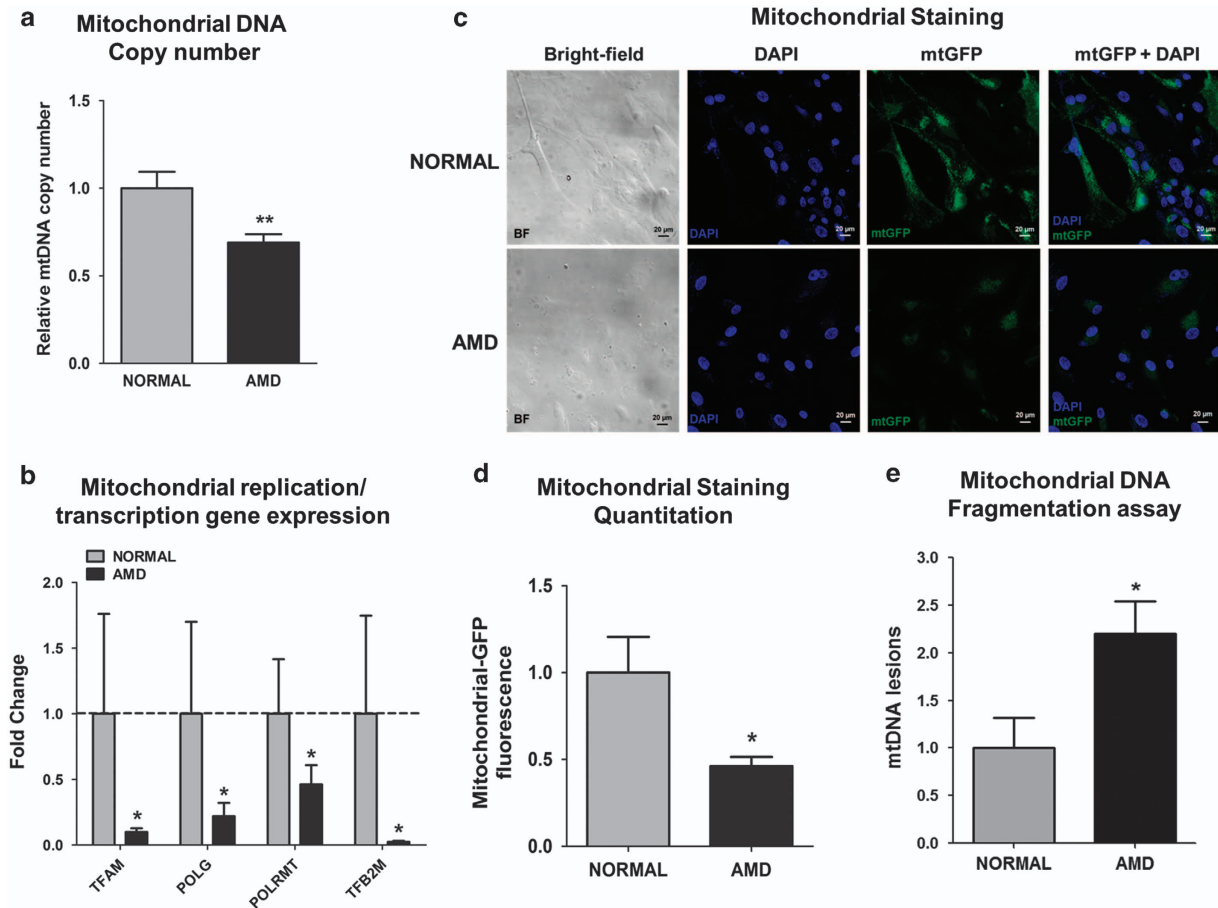 a
Mitochondrial DNA
Copy number
Relative mtDNA copy number
1.5
1.0
0.5
0.0
**
NORMAL
AMD
c
Mitochondrial Staining
Bright-field
DAPI
mtGFP
mtGFP + DAPI
NORMAL
BF
20 µm
DAPI
20 µm
mtGFP
20 µm
DAPI
mtGFP
20 µm
AMD
BF
20 µm
DAPI
20 µm
mtGFP
20 µm
DAPI
mtGFP
20 µm
b
Mitochondrial replication/
transcription gene expression
NORMAL
AMD
Fold Change
2.0
1.5
1.0
0.5
0.0
*
*
*
*
TFAM
POLG
POLRMT
TFB2M
d
Mitochondrial Staining
Quantitation
Mitochondrial-GFP
fluorescence
1.5
1.0
0.5
0.0
*
NORMAL
AMD
e
Mitochondrial DNA
Fragmentation assay
mtDNA lesions
3.0
2.5
2.0
1.5
1.0
0.5
0.0
*
NORMAL
AMD